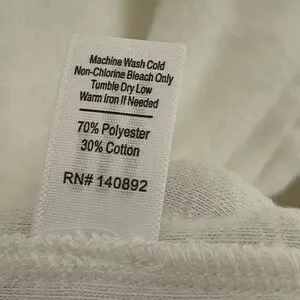 Machine Wash Cold
Non-Chlorine Bleach Only
Tumble Dry Low
Warm Iron If Needed
70% Polyester
30% Cotton
RN# 140892